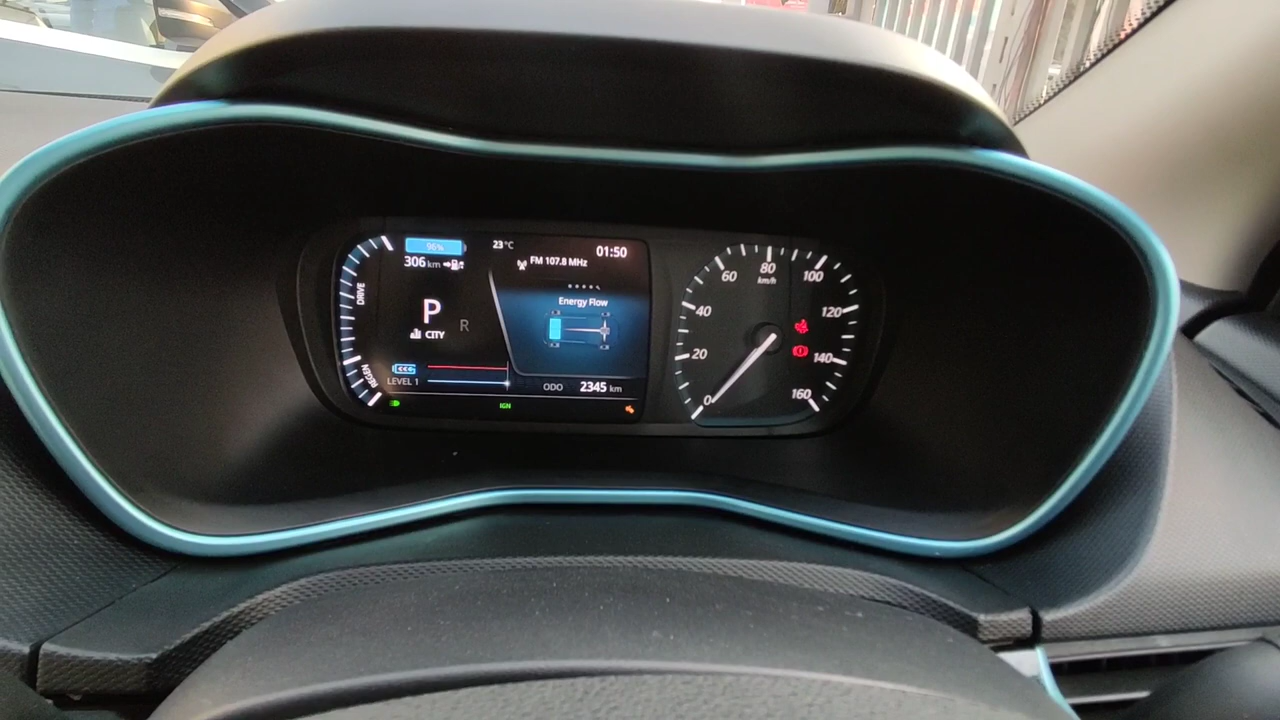 96%
306 km
23 °C
01:50
FM 107.8 MHz
DRIVE
P
R
CITY
Energy Flow
REGEN
LEVEL 1
ODO 2345 km
IGN
0
20
40
60
80
km/h
100
120
140
160